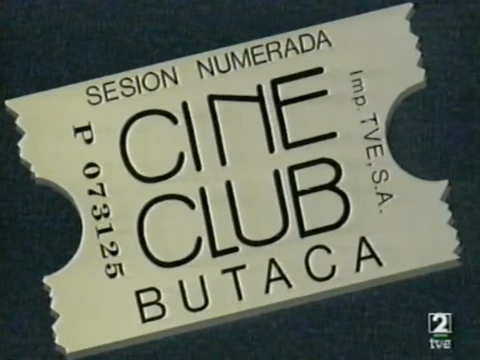 SESION NUMERADA
CINE
CLUB
BUTACA
P 073125
Imp. TVE, S.A.
2
tve